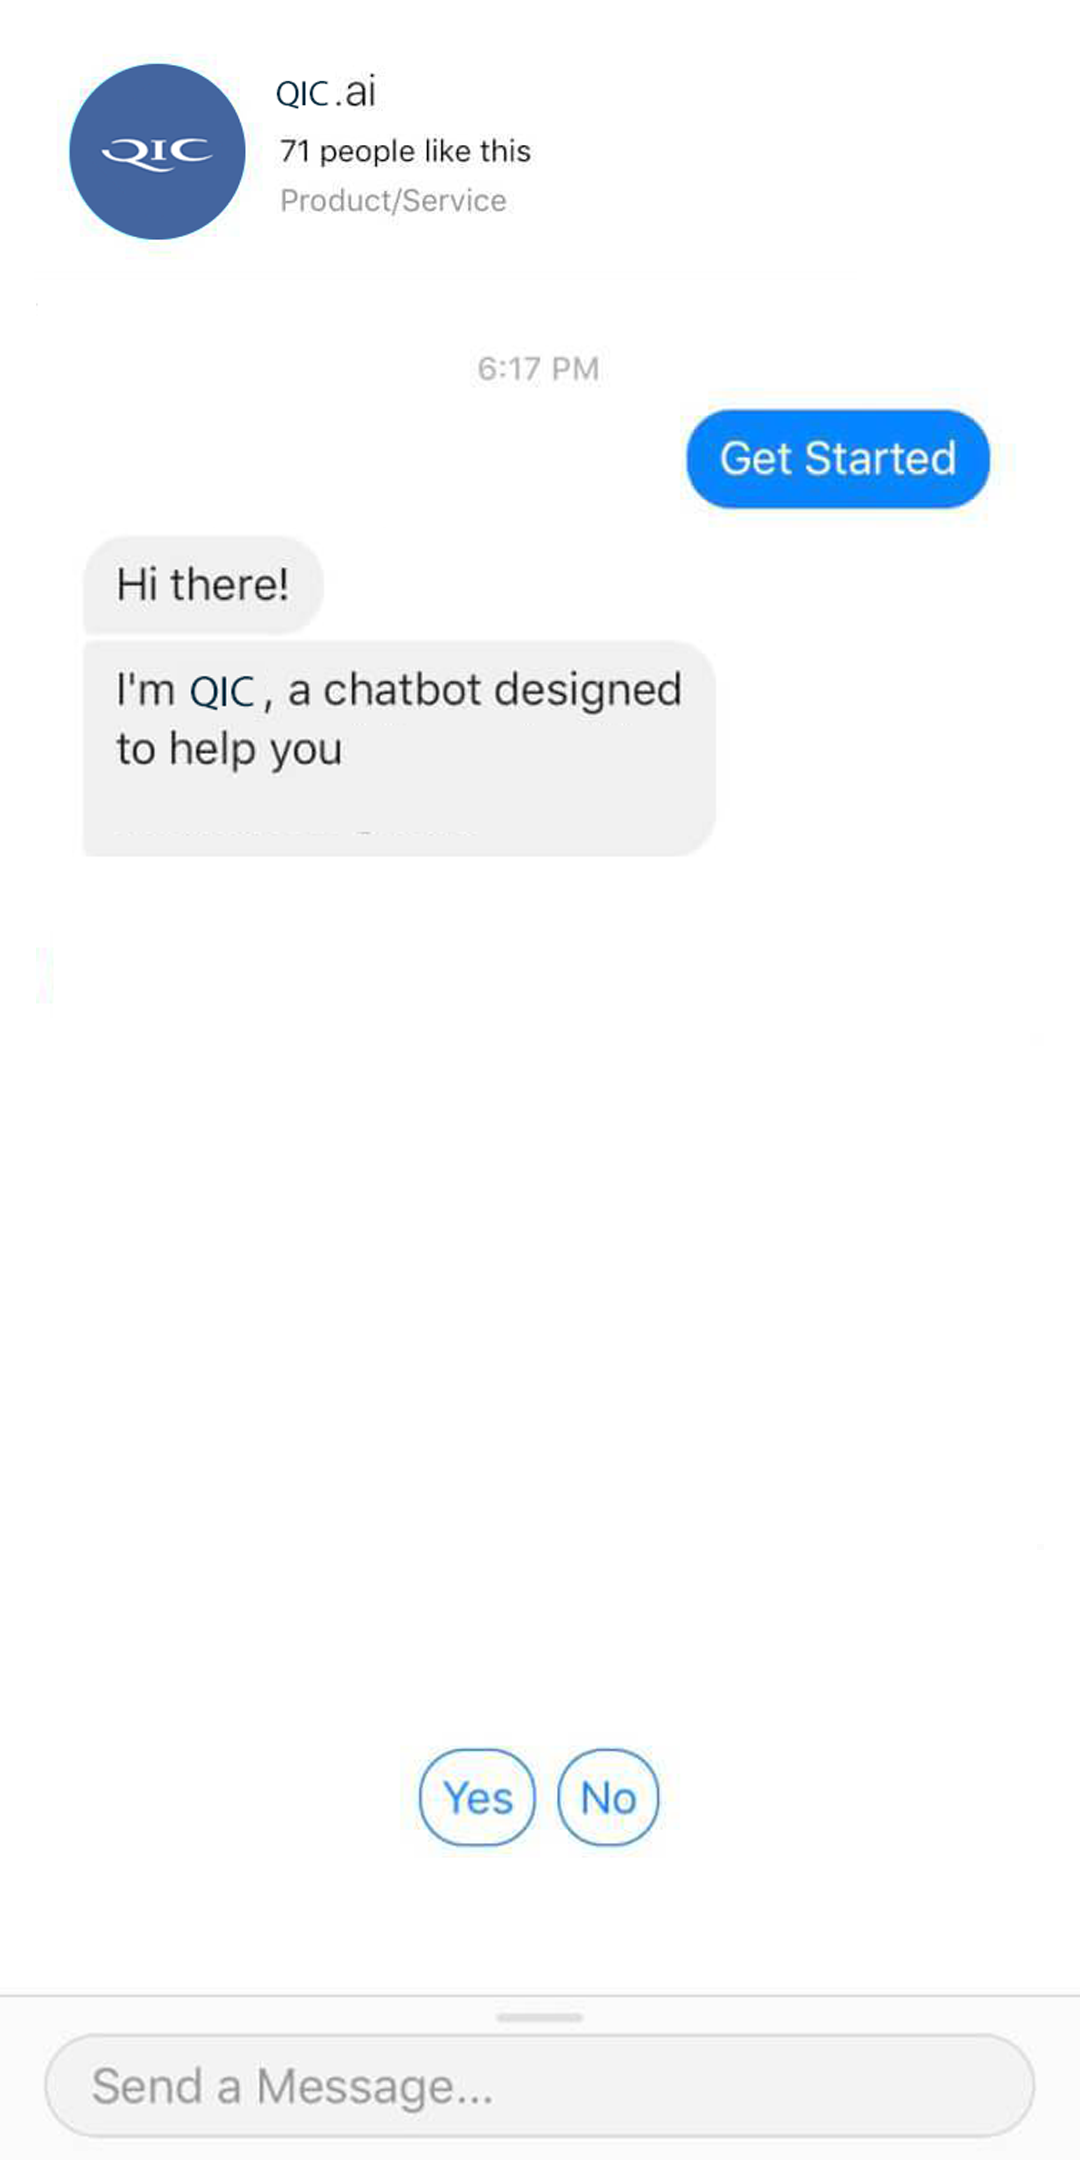 QIC
QIC.ai
71 people like this
Product/Service
6:17 PM
Get Started
Hi there!
I'm QIC, a chatbot designed
to help you
Yes
No
Send a Message...